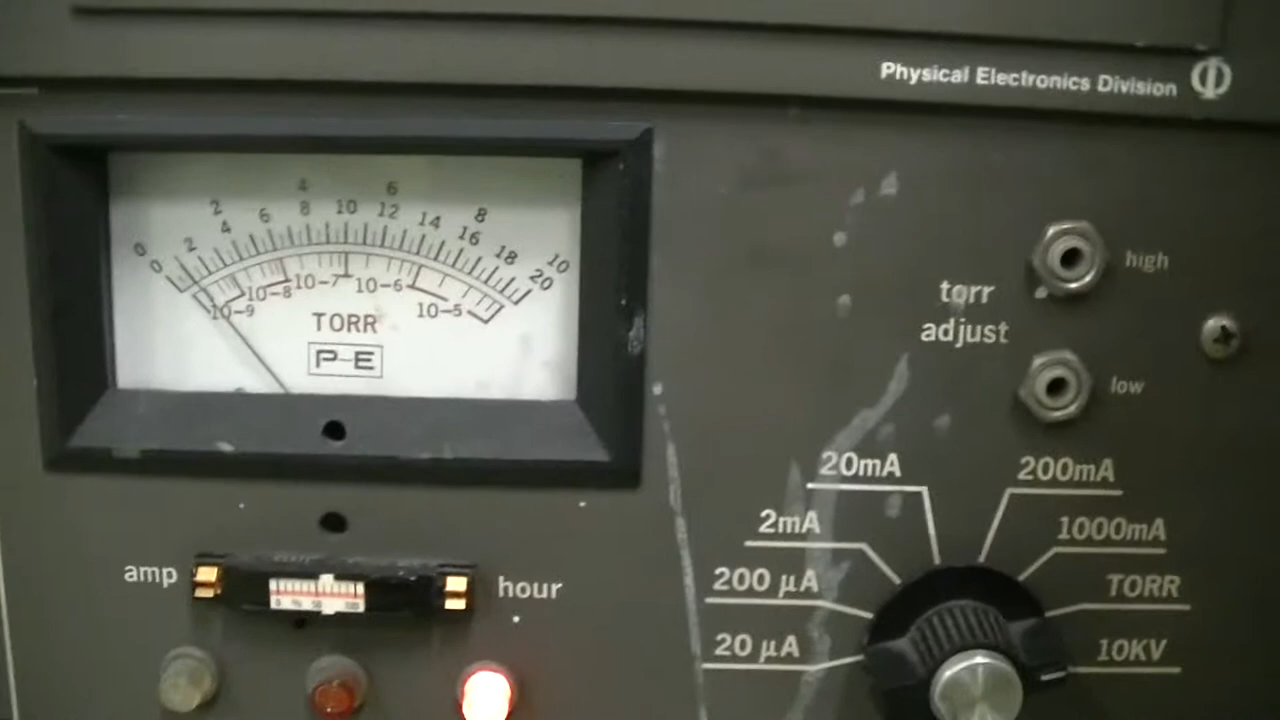 Physical Electronics Division Φ
4 6
2 8
6 8 10 12 14
4 16
0 2 18 10
0 20
10-9 10-8 10-7 10-6 10-5
TORR
P-E
high
torr
adjust
low
20mA 200mA
2mA 1000mA
200 µA TORR
20 µA 10KV
amp hour